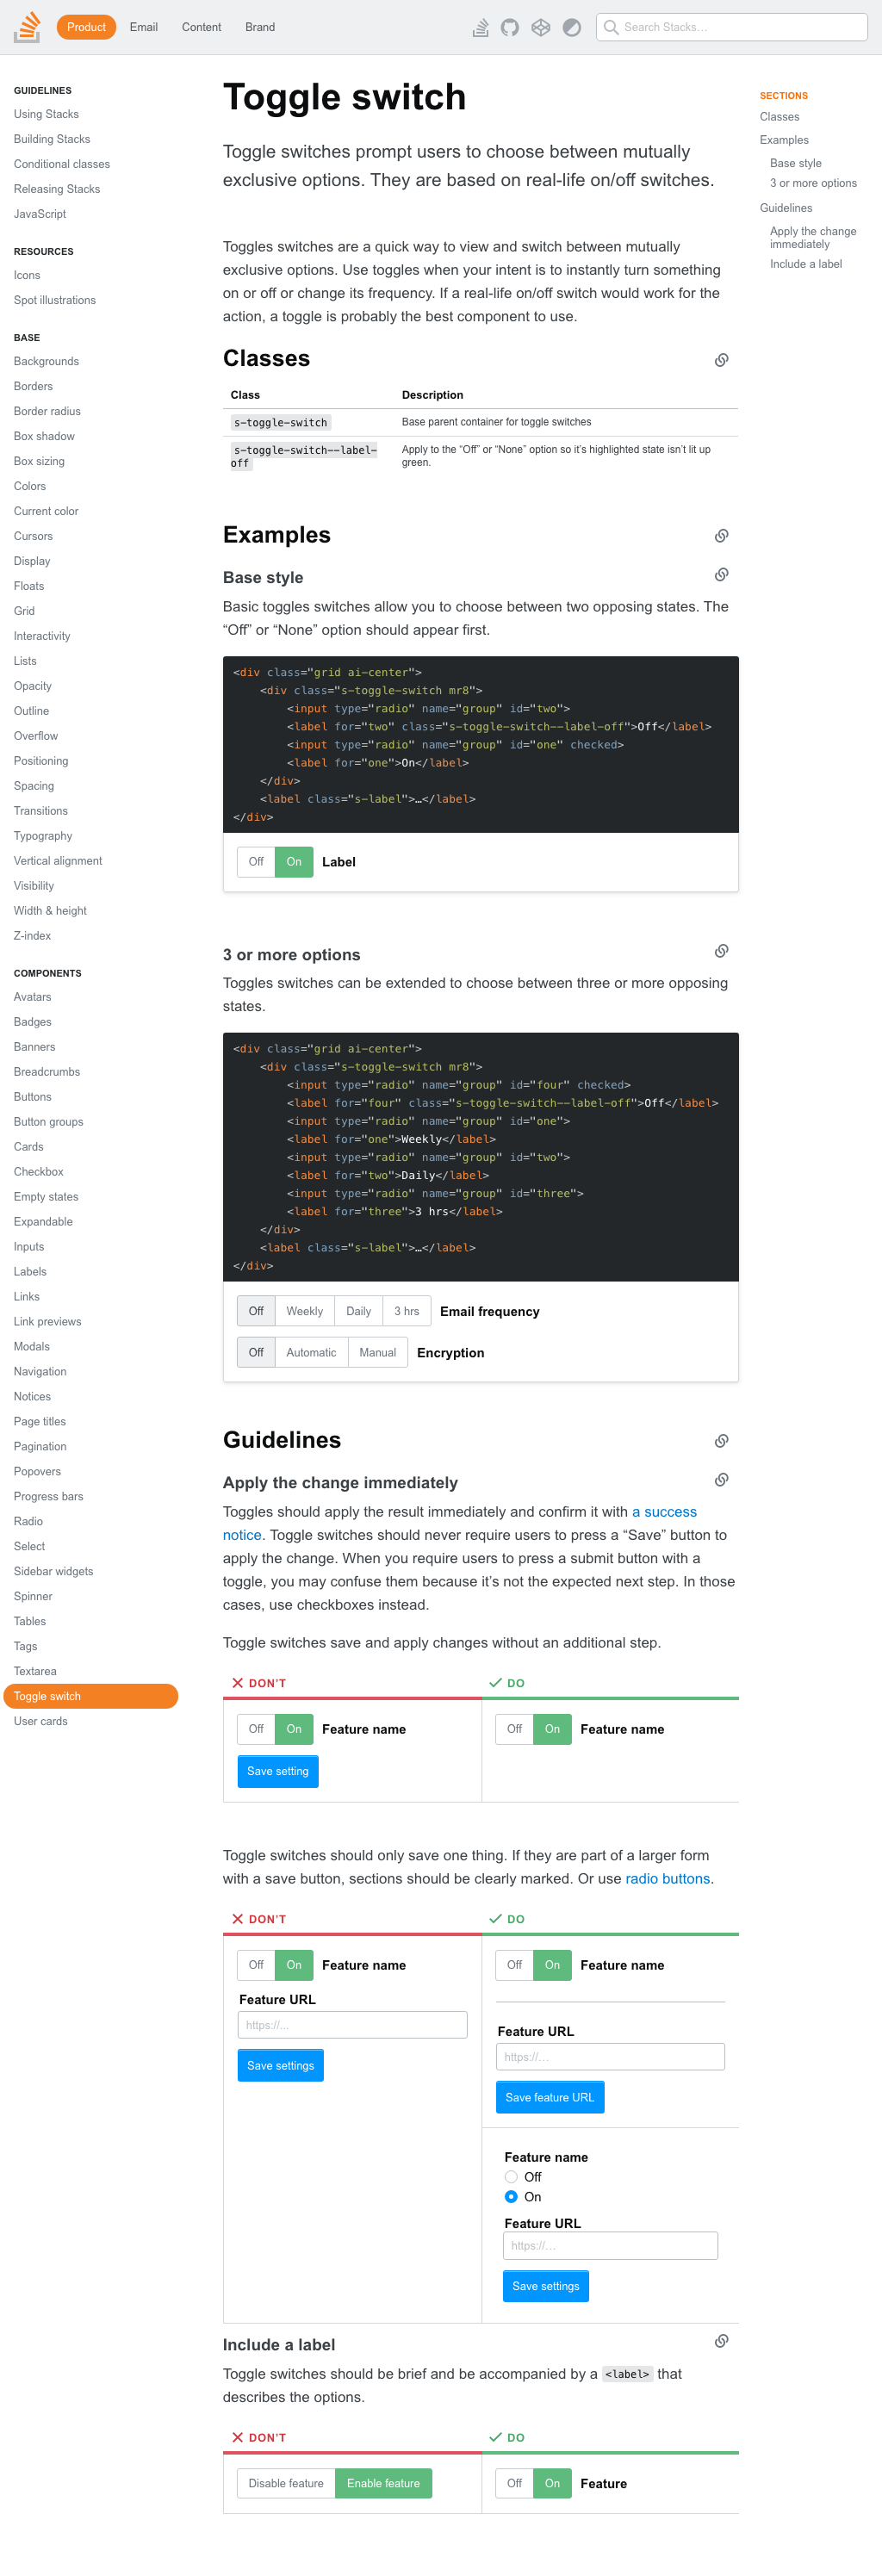 Product Email Content Brand
Search Stacks…
GUIDELINES
Using Stacks
Building Stacks
Conditional classes
Releasing Stacks
JavaScript
RESOURCES
Icons
Spot illustrations
BASE
Backgrounds
Borders
Border radius
Box shadow
Box sizing
Colors
Current color
Cursors
Display
Floats
Grid
Interactivity
Lists
Opacity
Outline
Overflow
Positioning
Spacing
Transitions
Typography
Vertical alignment
Visibility
Width & height
Z-index
COMPONENTS
Avatars
Badges
Banners
Breadcrumbs
Buttons
Button groups
Cards
Checkbox
Empty states
Expandable
Inputs
Labels
Links
Link previews
Modals
Navigation
Notices
Page titles
Pagination
Popovers
Progress bars
Radio
Select
Sidebar widgets
Spinner
Tables
Tags
Textarea
Toggle switch
User cards
Toggle switch
Toggle switches prompt users to choose between mutually
exclusive options. They are based on real-life on/off switches.
Toggles switches are a quick way to view and switch between mutually
exclusive options. Use toggles when your intent is to instantly turn something
on or off or change its frequency. If a real-life on/off switch would work for the
action, a toggle is probably the best component to use.
Classes
Class Description
s-toggle-switch Base parent container for toggle switches
s-toggle-switch--label-
off
Apply to the “Off” or “None” option so it’s highlighted state isn’t lit up
green.
Examples
Base style
Basic toggles switches allow you to choose between two opposing states. The
“Off” or “None” option should appear first.
<div class="grid ai-center">
<div class="s-toggle-switch mr8">
<input type="radio" name="group" id="two">
<label for="two" class="s-toggle-switch--label-off">Off</label>
<input type="radio" name="group" id="one" checked>
<label for="one">On</label>
</div>
<label class="s-label">…</label>
</div>
Off On Label
3 or more options
Toggles switches can be extended to choose between three or more opposing
states.
<div class="grid ai-center">
<div class="s-toggle-switch mr8">
<input type="radio" name="group" id="four" checked>
<label for="four" class="s-toggle-switch--label-off">Off</label>
<input type="radio" name="group" id="one">
<label for="one">Weekly</label>
<input type="radio" name="group" id="two">
<label for="two">Daily</label>
<input type="radio" name="group" id="three">
<label for="three">3 hrs</label>
</div>
<label class="s-label">…</label>
</div>
Off Weekly Daily 3 hrs Email frequency
Off Automatic Manual Encryption
Guidelines
Apply the change immediately
Toggles should apply the result immediately and confirm it with a success
notice. Toggle switches should never require users to press a “Save” button to
apply the change. When you require users to press a submit button with a
toggle, you may confuse them because it’s not the expected next step. In those
cases, use checkboxes instead.
Toggle switches save and apply changes without an additional step.
DON'T
Off On Feature name
Save setting
DO
Off On Feature name
Toggle switches should only save one thing. If they are part of a larger form
with a save button, sections should be clearly marked. Or use radio buttons.
DON'T
Off On Feature name
Feature URL
https://...
Save settings
DO
Off On Feature name
Feature URL
https://…
Save feature URL
Feature name
Off
On
Feature URL
https://…
Save settings
Include a label
Toggle switches should be brief and be accompanied by a <label> that
describes the options.
DON'T
Disable feature Enable feature
DO
Off On Feature
SECTIONS
Classes
Examples
Base style
3 or more options
Guidelines
Apply the change
immediately
Include a label